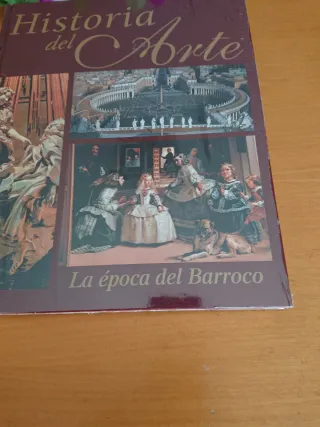 Historia
del Arte
La época del Barroco